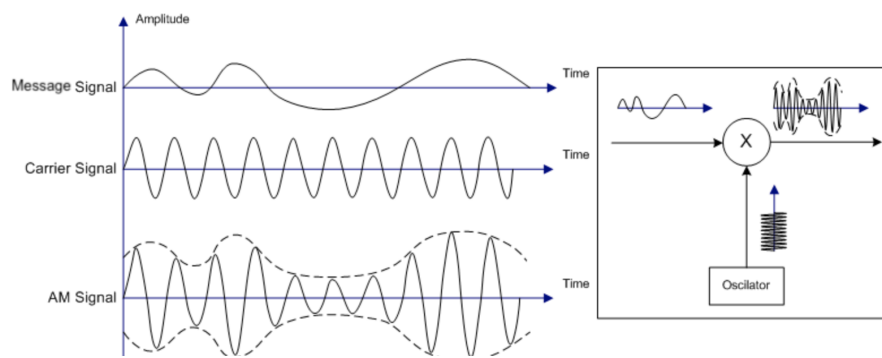 Amplitude
Message Signal
Time
Carrier Signal
Time
AM Signal
Time
X
Oscilator